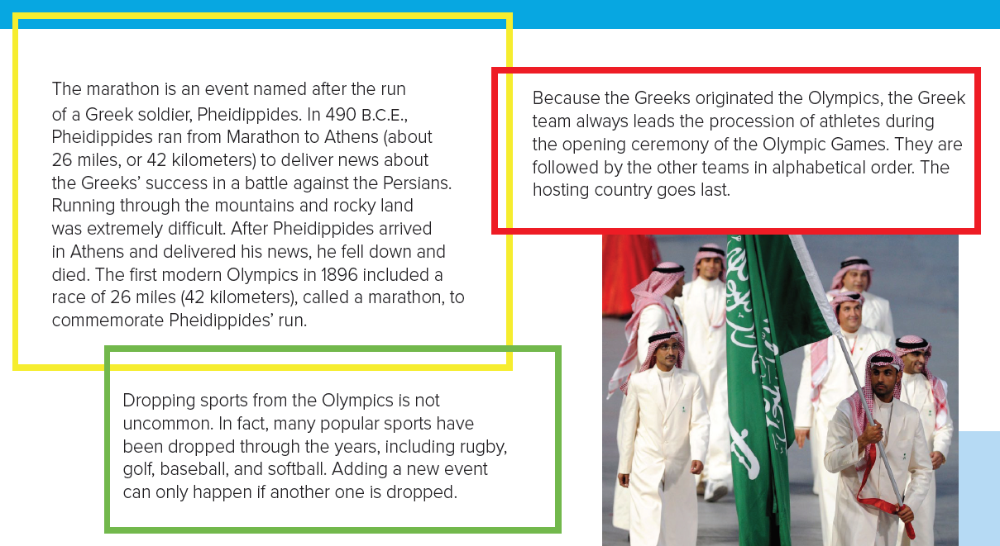 The marathon is an event named after the run
of a Greek soldier, Pheidippides. In 490 B.C.E.,
Pheidippides ran from Marathon to Athens (about
26 miles, or 42 kilometers) to deliver news about
the Greeks’ success in a battle against the Persians.
Running through the mountains and rocky land
was extremely difficult. After Pheidippides arrived
in Athens and delivered his news, he fell down and
died. The first modern Olympics in 1896 included a
race of 26 miles (42 kilometers), called a marathon, to
commemorate Pheidippides’ run.
Dropping sports from the Olympics is not
uncommon. In fact, many popular sports have
been dropped through the years, including rugby,
golf, baseball, and softball. Adding a new event
can only happen if another one is dropped.
Because the Greeks originated the Olympics, the Greek
team always leads the procession of athletes during
the opening ceremony of the Olympic Games. They are
followed by the other teams in alphabetical order. The
hosting country goes last.